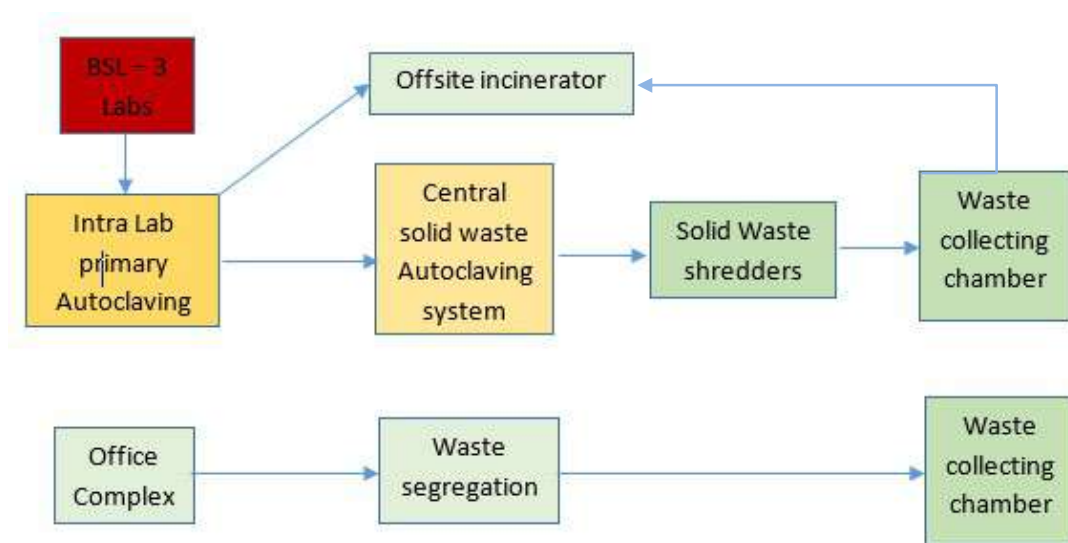 BSL – 3
Labs
Offsite incinerator
Intra Lab
primary
Autoclaving
Central
solid waste
Autoclaving
system
Solid Waste
shredders
Waste
collecting
chamber
Office
Complex
Waste
segregation
Waste
collecting
chamber